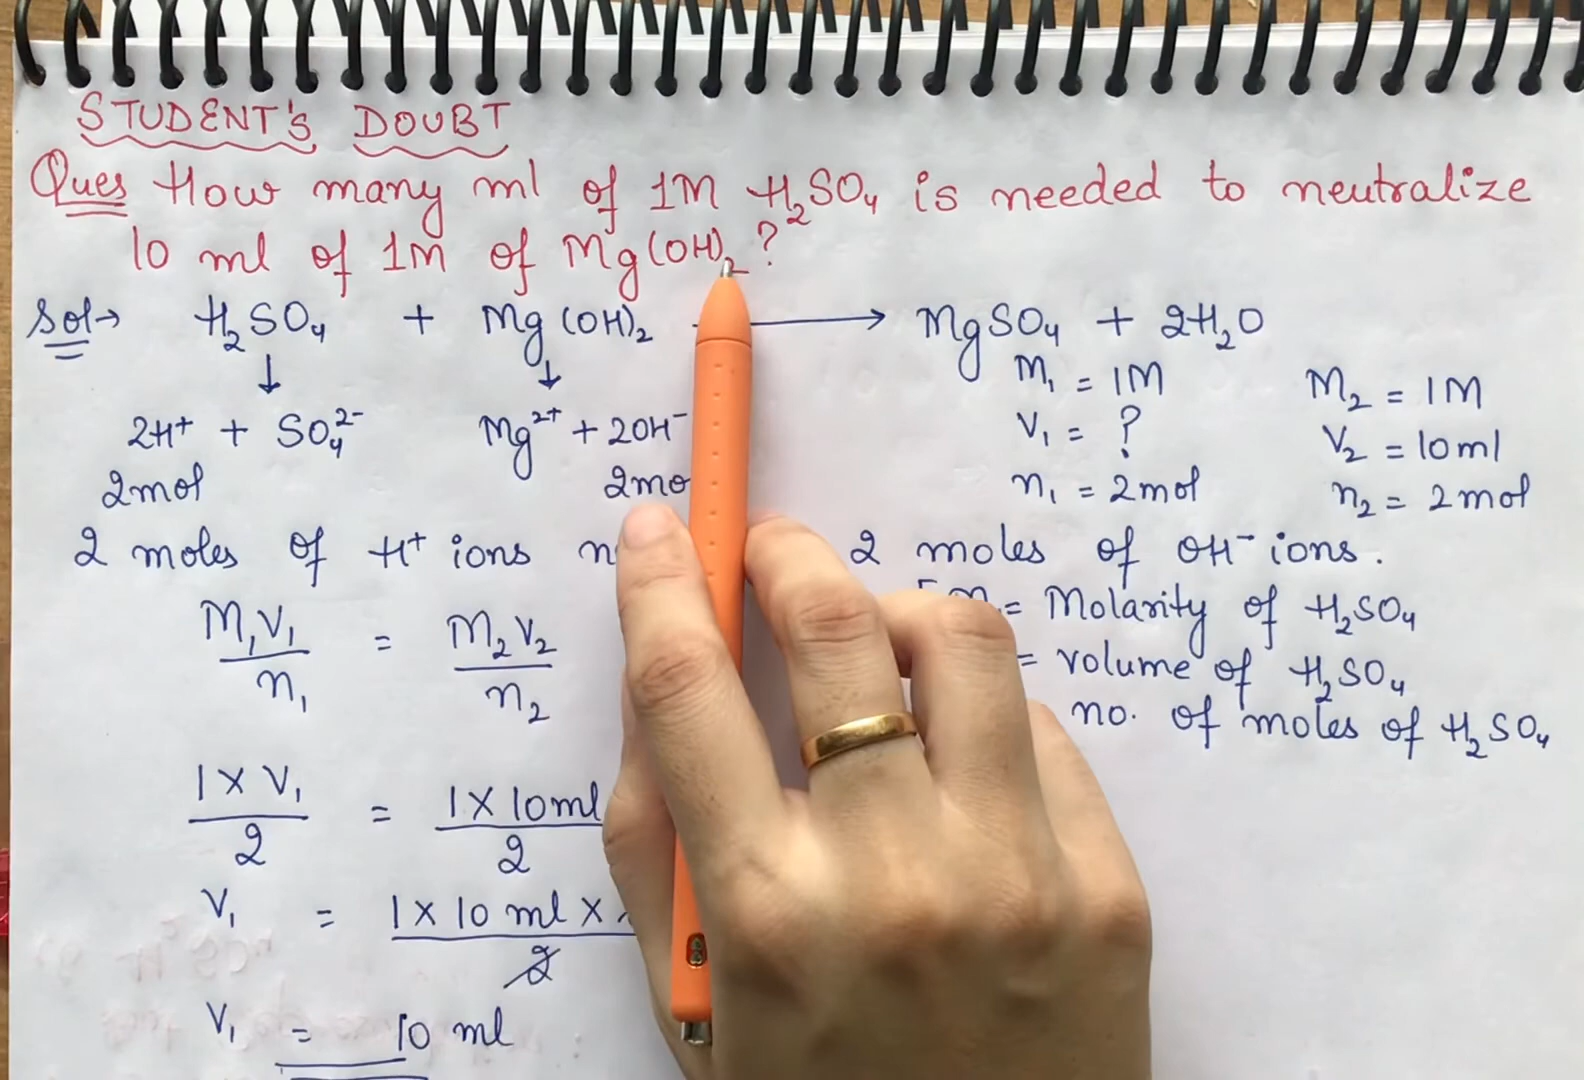 STUDENT'S DOUBT
Ques How many ml of 1M H₂SO₄ is needed to neutralize
10 ml of 1M of Mg(OH)₂ ?
Sol→ H₂SO₄ + Mg(OH)₂ → MgSO₄ + 2H₂O
↓ ↓ M₁ = 1M M₂ = 1M
2H⁺ + SO₄²⁻ Mg²⁺ + 2OH⁻ V₁ = ? V₂ = 10ml
2mol 2mo n₁ = 2mol n₂ = 2mol
2 moles of H⁺ ions 2 moles of OH⁻ ions.
M₁V₁/n₁ = M₂V₂/n₂
= Molarity of H₂SO₄
= volume of H₂SO₄
no. of moles of H₂SO₄
1 X V₁/2 = 1 X 10ml/2
V₁ = 1 X 10 ml X /2
V₁ = 10 ml